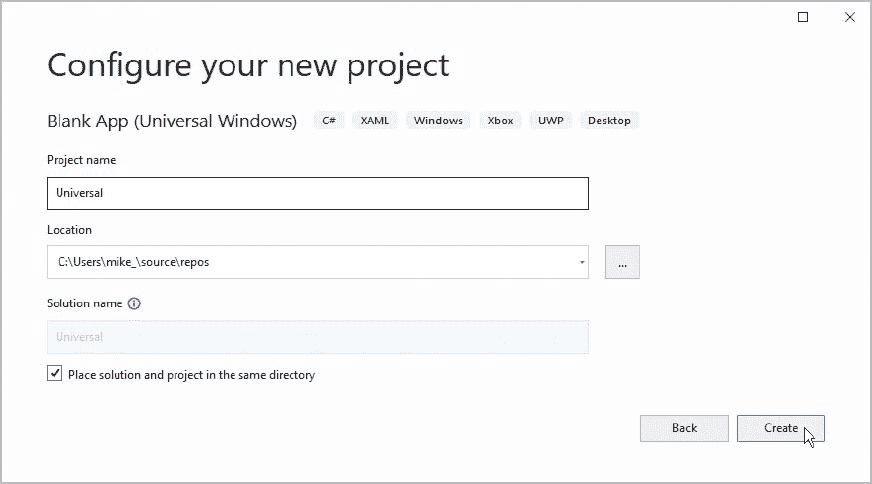 Configure your new project
Blank App (Universal Windows) C# XAML Windows Xbox UWP Desktop
Project name
Universal
Location
C:\Users\mike_\source\repos
...
Solution name
Universal
Place solution and project in the same directory
Back Create